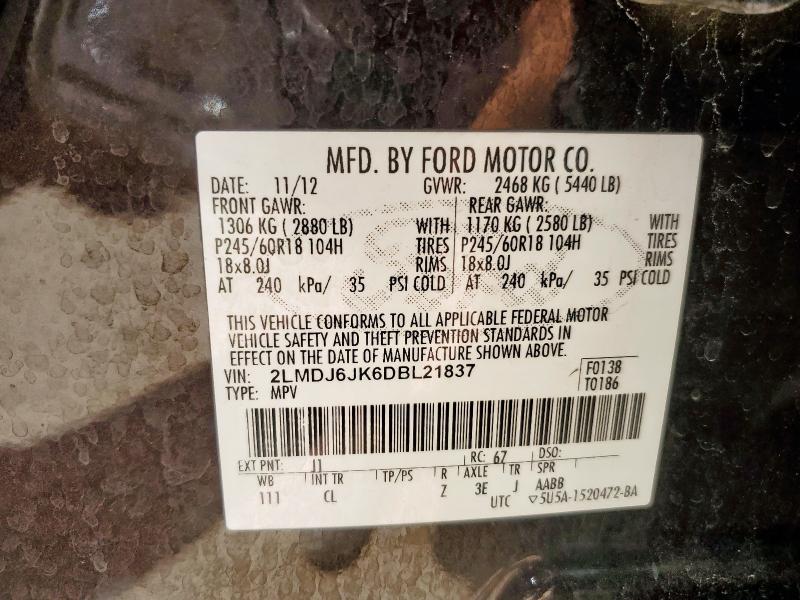 MFD. BY FORD MOTOR CO.
DATE: 11/12 GVWR: 2468 KG ( 5440 LB)
FRONT GAWR: REAR GAWR:
1306 KG ( 2880 LB) WITH 1170 KG ( 2580 LB) WITH
P245/60R18 104H TIRES P245/60R18 104H TIRES
18x8.0J RIMS 18x8.0J RIMS
AT 240 kPa/ 35 PSI COLD AT 240 kPa/ 35 PSI COLD
THIS VEHICLE CONFORMS TO ALL APPLICABLE FEDERAL MOTOR
VEHICLE SAFETY AND THEFT PREVENTION STANDARDS IN
EFFECT ON THE DATE OF MANUFACTURE SHOWN ABOVE.
VIN: 2LMDJ6JK6DBL21837 F0138
TYPE: MPV T0186
EXT PNT: J1 RC: 67 DSO:
WB INT TR TP/PS R AXLE TR SPR
111 CL Z 3E J AABB
UTC ▽5U5A-1520472-BA